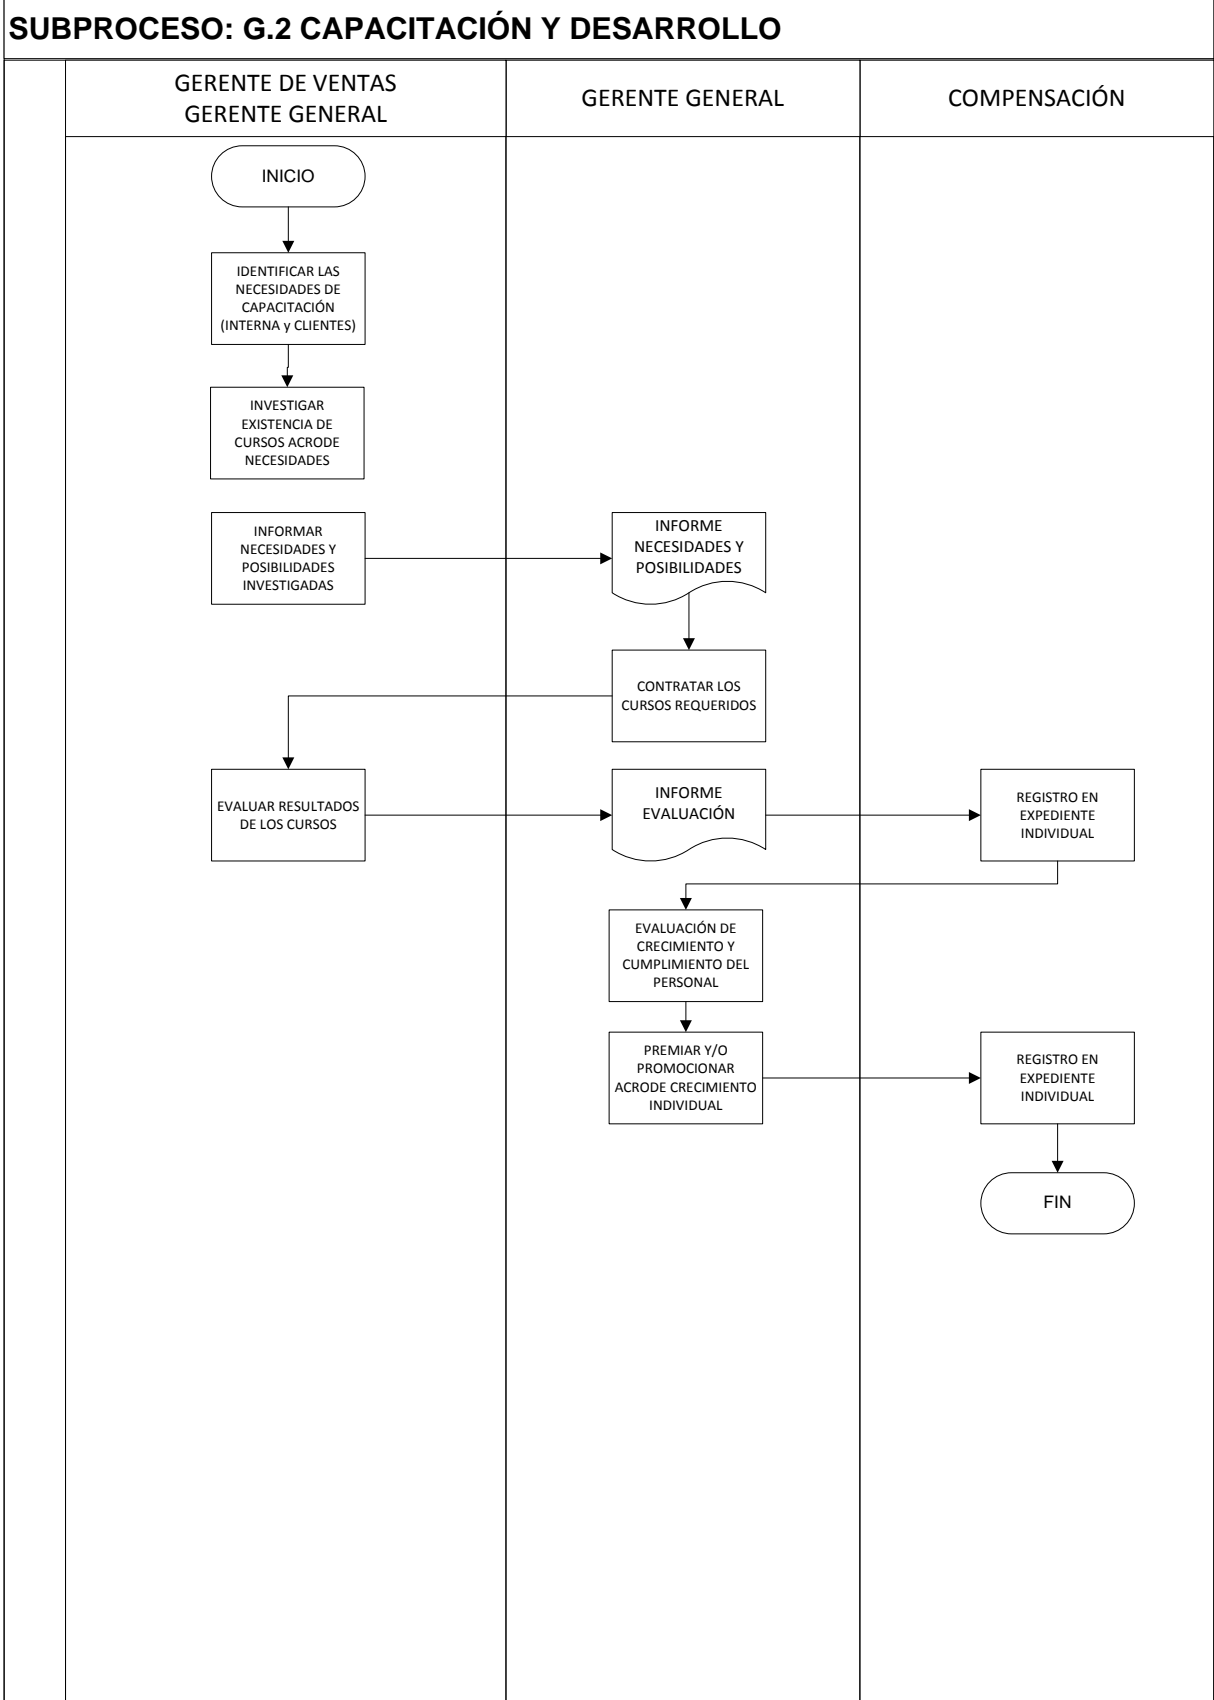 SUBPROCESO: G.2 CAPACITACIÓN Y DESARROLLO
GERENTE DE VENTAS
GERENTE GENERAL
GERENTE GENERAL
COMPENSACIÓN
INICIO
IDENTIFICAR LAS
NECESIDADES DE
CAPACITACIÓN
(INTERNA y CLIENTES)
INVESTIGAR
EXISTENCIA DE
CURSOS ACRODE
NECESIDADES
INFORMAR
NECESIDADES Y
POSIBILIDADES
INVESTIGADAS
INFORME
NECESIDADES Y
POSIBILIDADES
CONTRATAR LOS
CURSOS REQUERIDOS
EVALUAR RESULTADOS
DE LOS CURSOS
INFORME
EVALUACIÓN
REGISTRO EN
EXPEDIENTE
INDIVIDUAL
EVALUACIÓN DE
CRECIMIENTO Y
CUMPLIMIENTO DEL
PERSONAL
PREMIAR Y/O
PROMOCIONAR
ACRODE CRECIMIENTO
INDIVIDUAL
REGISTRO EN
EXPEDIENTE
INDIVIDUAL
FIN